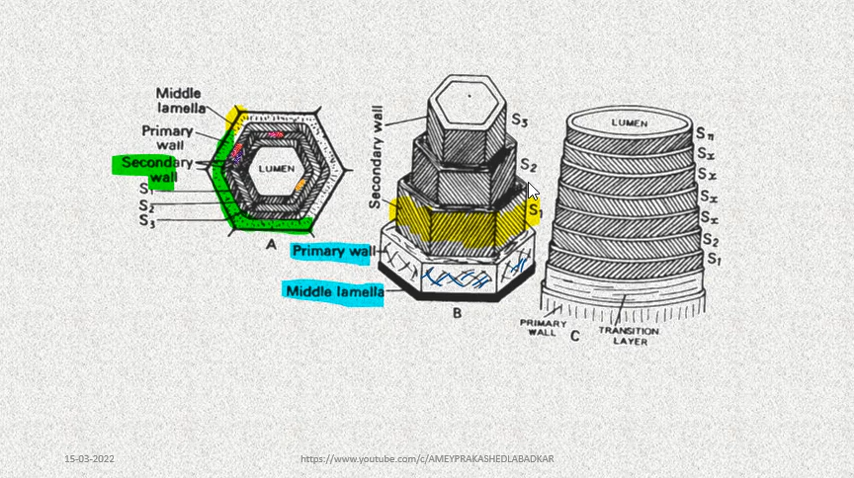 Middle
lamella
Primary
wall
Secondary
wall
S1
S2
S3
LUMEN
A
Secondary wall
S3
S2
S1
Primary wall
Middle lamella
B
LUMEN
Sn
Sx
Sx
Sx
Sx
S2
S1
PRIMARY
WALL
C
TRANSITION
LAYER
15-03-2022
https://www.youtube.com/c/AMEYPRAKASHEDLABADKAR